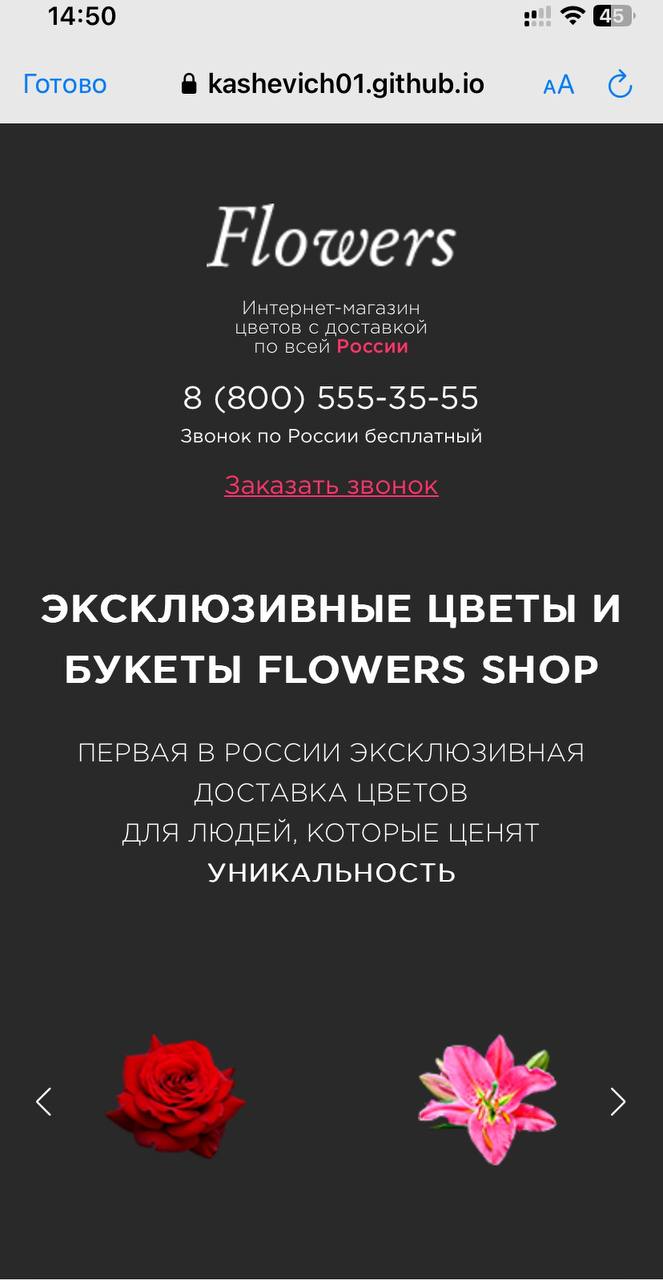 14:50
45
Готово
kashevich01.github.io
AA
Flowers
Интернет-магазин
цветов с доставкой
по всей России
8 (800) 555-35-55
Звонок по России бесплатный
Заказать звонок
ЭКСКЛЮЗИВНЫЕ ЦВЕТЫ И
БУКЕТЫ FLOWERS SHOP
ПЕРВАЯ В РОССИИ ЭКСКЛЮЗИВНАЯ
ДОСТАВКА ЦВЕТОВ
ДЛЯ ЛЮДЕЙ, КОТОРЫЕ ЦЕНЯТ
УНИКАЛЬНОСТЬ